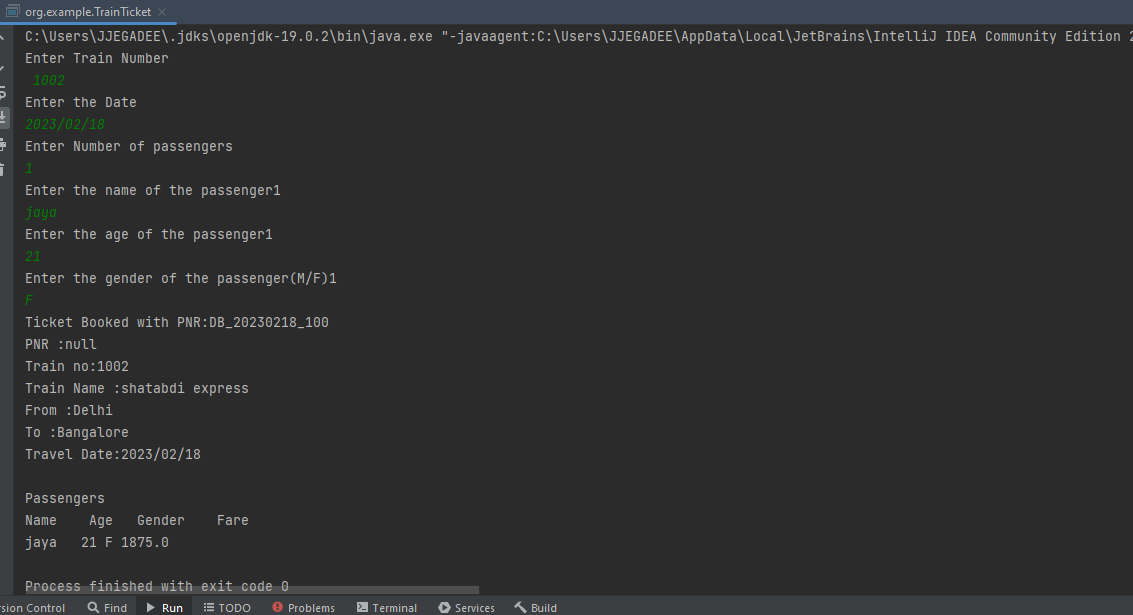 org.example.TrainTicket
C:\Users\JJEGADEE\.jdks\openjdk-19.0.2\bin\java.exe "-javaagent:C:\Users\JJEGADEE\AppData\Local\JetBrains\IntelliJ IDEA Community Edition 2
Enter Train Number
1002
Enter the Date
2023/02/18
Enter Number of passengers
1
Enter the name of the passenger1
jaya
Enter the age of the passenger1
21
Enter the gender of the passenger(M/F)1
F
Ticket Booked with PNR:DB_20230218_100
PNR :null
Train no:1002
Train Name :shatabdi express
From :Delhi
To :Bangalore
Travel Date:2023/02/18
Passengers
Name    Age   Gender    Fare
jaya   21 F 1875.0
Process finished with exit code 0
rsion Control Find Run TODO Problems Terminal Services Build